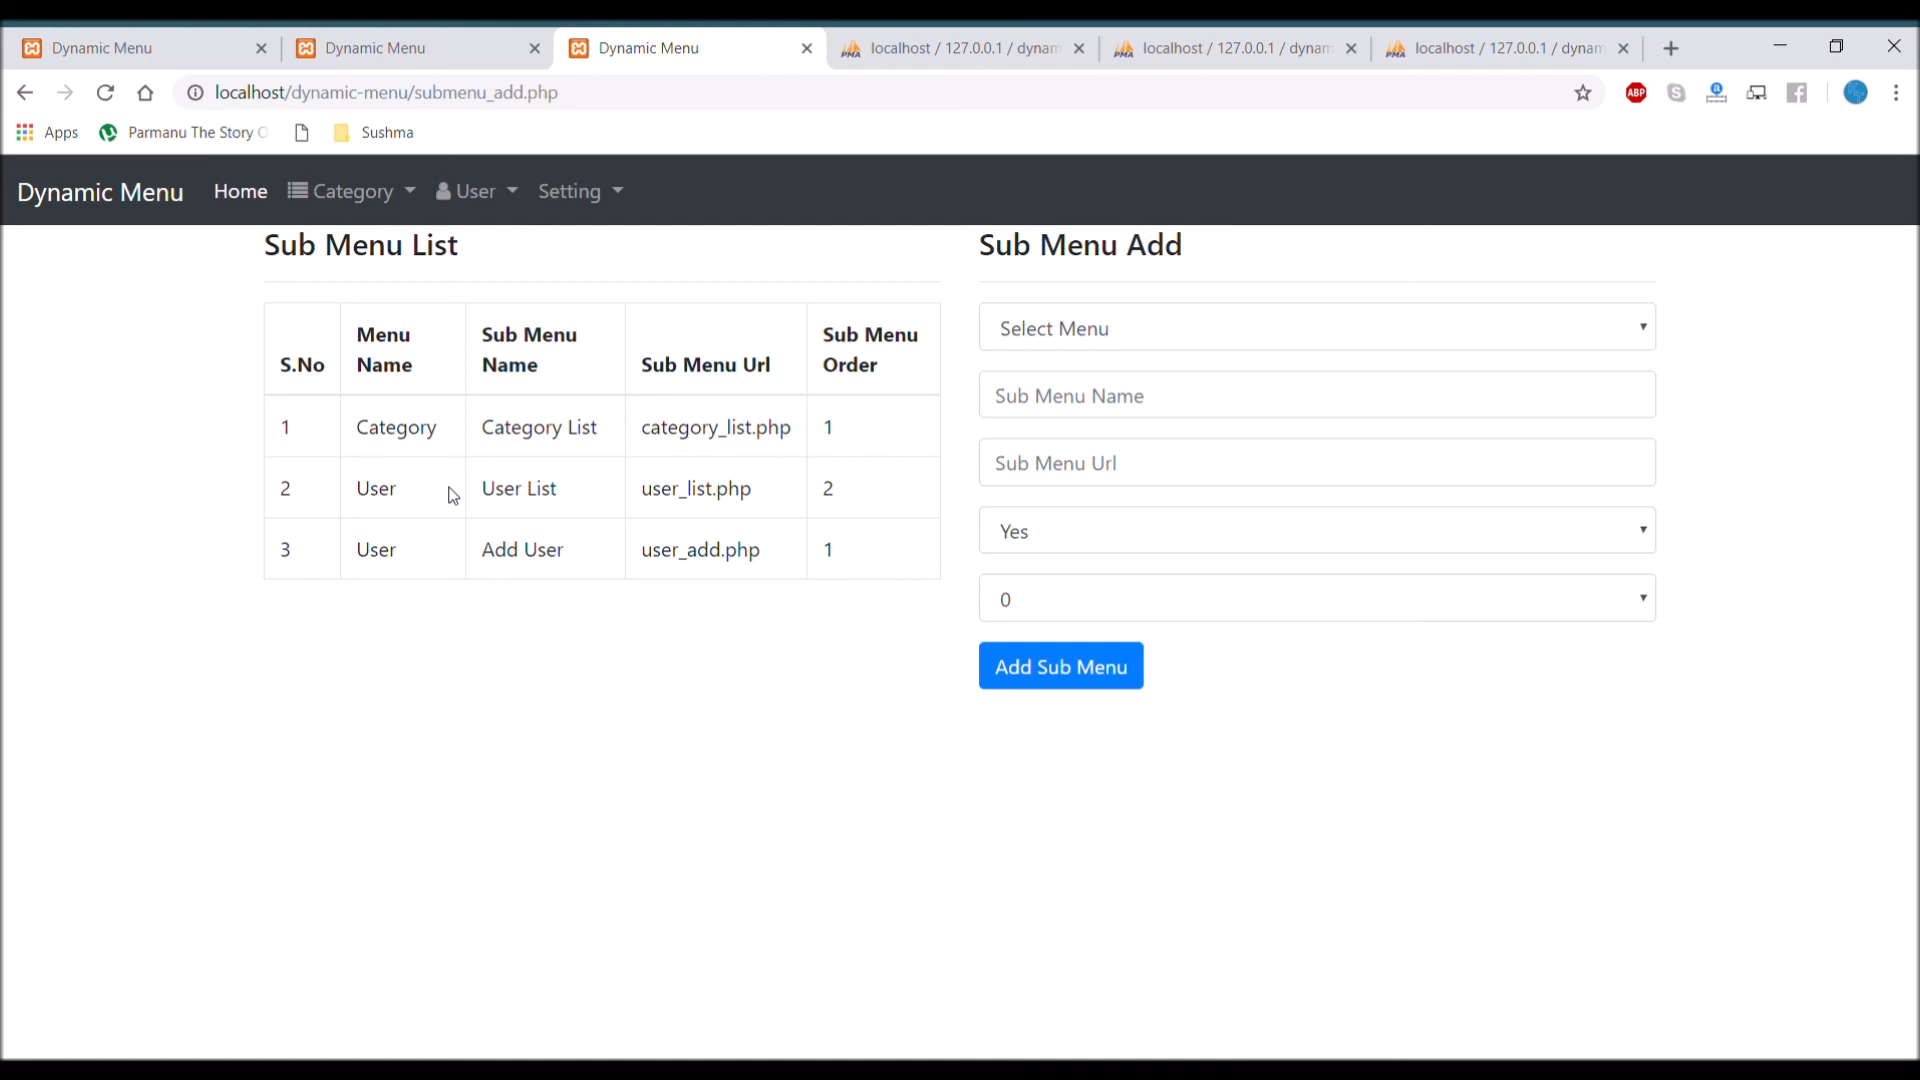 Dynamic Menu
Dynamic Menu
Dynamic Menu
localhost / 127.0.0.1 / dynam
localhost / 127.0.0.1 / dynam
localhost / 127.0.0.1 / dynam
localhost/dynamic-menu/submenu_add.php
ABP
Apps
Parmanu The Story O
Sushma
Dynamic Menu Home Category User Setting
Sub Menu List
S.No Menu Name Sub Menu Name Sub Menu Url Sub Menu Order
1 Category Category List category_list.php 1
2 User User List user_list.php 2
3 User Add User user_add.php 1
Sub Menu Add
Select Menu
Sub Menu Name
Sub Menu Url
Yes
0
Add Sub Menu